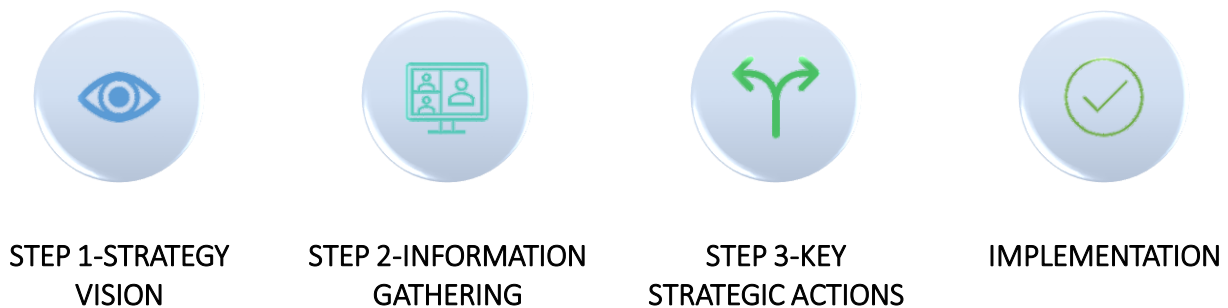 STEP 1-STRATEGY
VISION
STEP 2-INFORMATION
GATHERING
STEP 3-KEY
STRATEGIC ACTIONS
IMPLEMENTATION